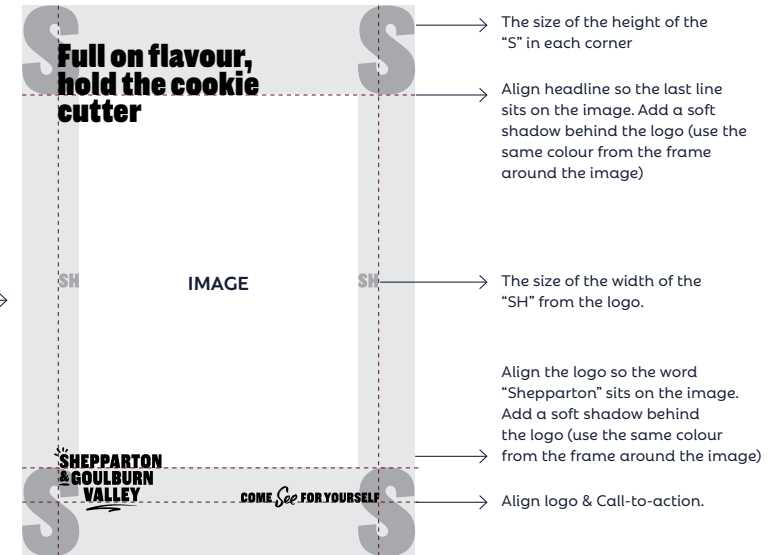 S
S
Full on flavour,
hold the cookie
cutter
The size of the height of the
“S” in each corner
Align headline so the last line
sits on the image. Add a soft
shadow behind the logo (use the
same colour from the frame
around the image)
SH
IMAGE
SH
The size of the width of the
“SH” from the logo.
Align the logo so the word
“Shepparton” sits on the image.
Add a soft shadow behind
the logo (use the same colour
from the frame around the image)
SHEPPARTON
& GOULBURN
VALLEY
COME See FOR YOURSELF
S
S
Align logo & Call-to-action.